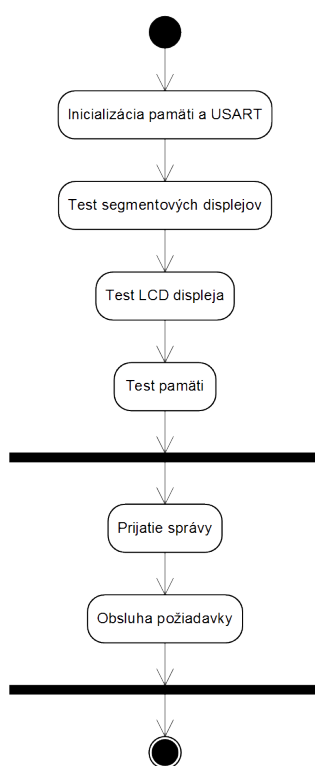 Inicializácia pamäti a USART
Test segmentových displejov
Test LCD displeja
Test pamäti
Prijatie správy
Obsluha požiadavky